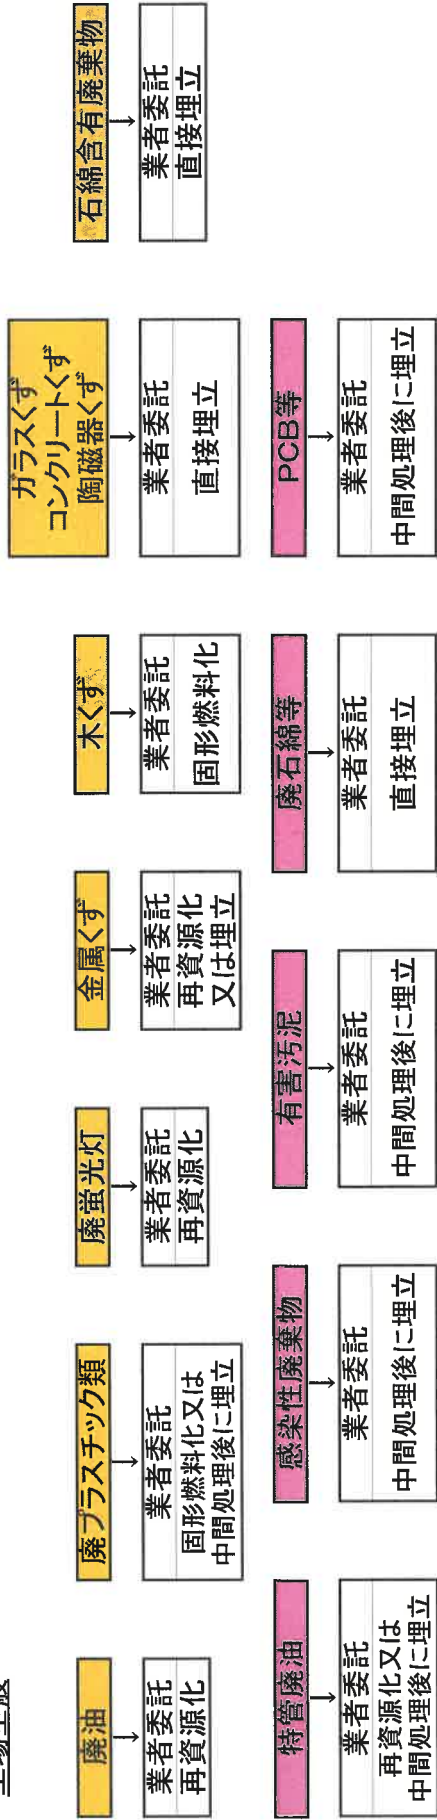 廃油
業者委託
再資源化
廃プラスチック類
業者委託
固形燃料化又は
中間処理後に埋立
廃蛍光灯
業者委託
再資源化
金属くず
業者委託
再資源化
又は埋立
木くず
業者委託
固形燃料化
ガラスくず
コンクリートくず
陶磁器くず
業者委託
直接埋立
石綿含有廃棄物
業者委託
直接埋立
特管廃油
業者委託
再資源化又は
中間処理後に埋立
感染性廃棄物
業者委託
中間処理後に埋立
有害汚泥
業者委託
中間処理後に埋立
廃石綿等
業者委託
直接埋立
PCB等
業者委託
中間処理後に埋立